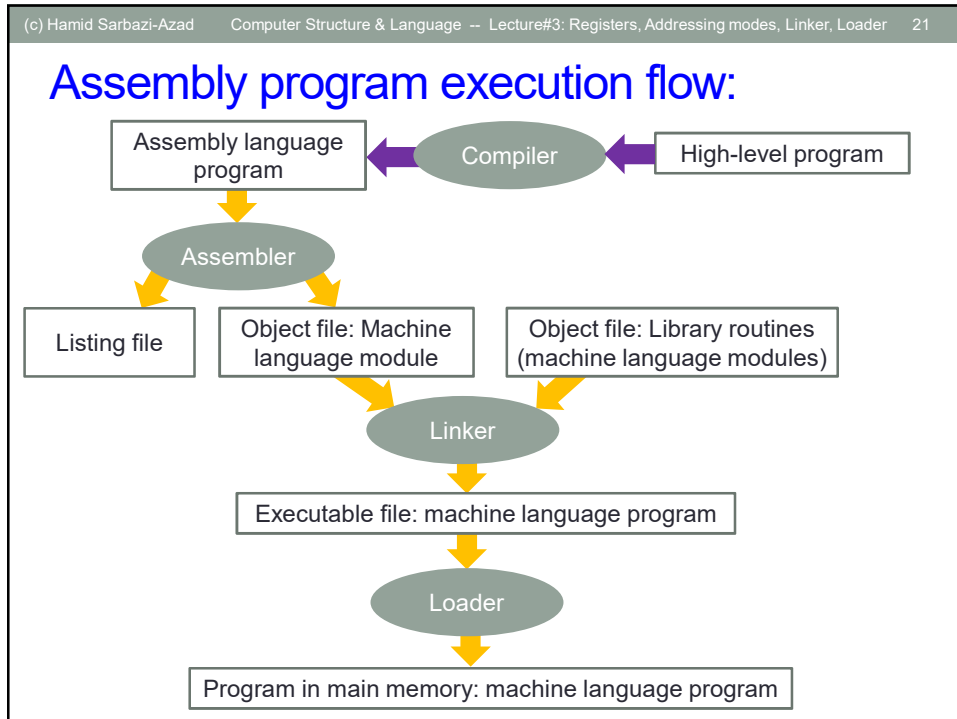 (c) Hamid Sarbazi-Azad Computer Structure & Language -- Lecture#3: Registers, Addressing modes, Linker, Loader 21
Assembly program execution flow:
Assembly language
program
Compiler
High-level program
Assembler
Listing file
Object file: Machine
language module
Object file: Library routines
(machine language modules)
Linker
Executable file: machine language program
Loader
Program in main memory: machine language program